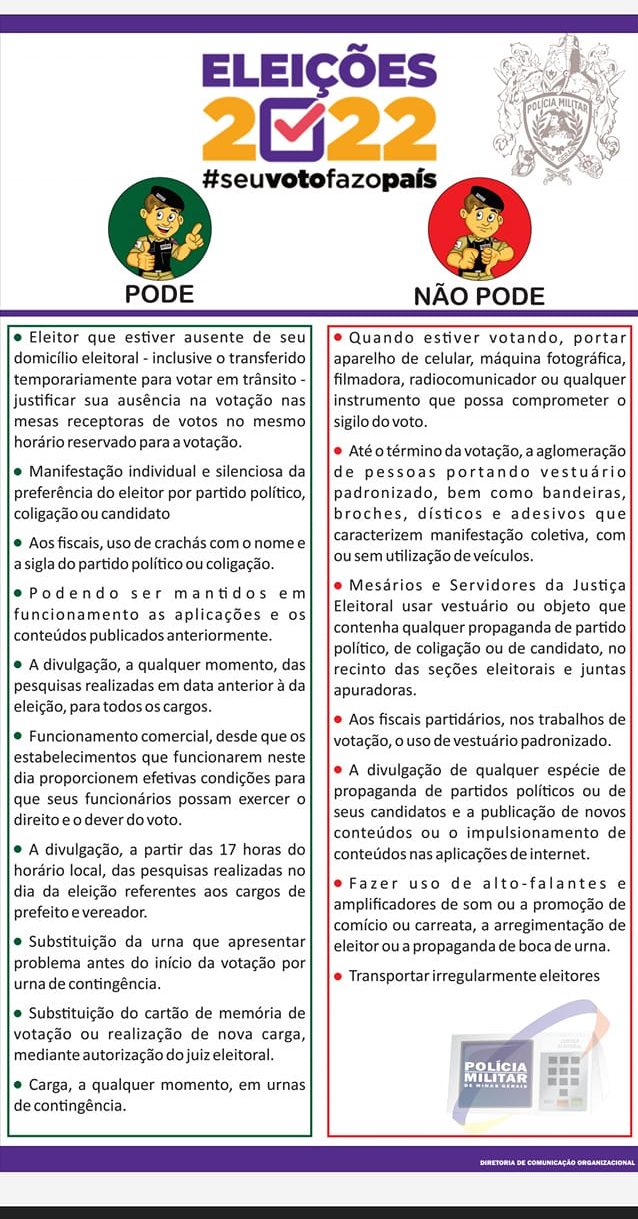 ELEIÇÕES
2022
#seuvotofazopaís
POLÍCIA MILITAR
MINAS GERAIS
PODE
NÃO PODE
• Eleitor que estiver ausente de seu
domicílio eleitoral - inclusive o transferido
temporariamente para votar em trânsito -
justificar sua ausência na votação nas
mesas receptoras de votos no mesmo
horário reservado para a votação.
• Manifestação individual e silenciosa da
preferência do eleitor por partido político,
coligação ou candidato
• Aos fiscais, uso de crachás com o nome e
a sigla do partido político ou coligação.
• Podendo ser mantidos em
funcionamento as aplicações e os
conteúdos publicados anteriormente.
• A divulgação, a qualquer momento, das
pesquisas realizadas em data anterior à da
eleição, para todos os cargos.
• Funcionamento comercial, desde que os
estabelecimentos que funcionarem neste
dia proporcionem efetivas condições para
que seus funcionários possam exercer o
direito e o dever do voto.
• A divulgação, a partir das 17 horas do
horário local, das pesquisas realizadas no
dia da eleição referentes aos cargos de
prefeito e vereador.
• Substituição da urna que apresentar
problema antes do início da votação por
urna de contingência.
• Substituição do cartão de memória de
votação ou realização de nova carga,
mediante autorização do juiz eleitoral.
• Carga, a qualquer momento, em urnas
de contingência.
• Quando estiver votando, portar
aparelho de celular, máquina fotográfica,
filmadora, radiocomunicador ou qualquer
instrumento que possa comprometer o
sigilo do voto.
• Até o término da votação, a aglomeração
de pessoas portando vestuário
padronizado, bem como bandeiras,
broches, dísticos e adesivos que
caracterizem manifestação coletiva, com
ou sem utilização de veículos.
• Mesários e Servidores da Justiça
Eleitoral usar vestuário ou objeto que
contenha qualquer propaganda de partido
político, de coligação ou de candidato, no
recinto das seções eleitorais e juntas
apuradoras.
• Aos fiscais partidários, nos trabalhos de
votação, o uso de vestuário padronizado.
• A divulgação de qualquer espécie de
propaganda de partidos políticos ou de
seus candidatos e a publicação de novos
conteúdos ou o impulsionamento de
conteúdos nas aplicações de internet.
• Fazer uso de alto-falantes e
amplificadores de som ou a promoção de
comício ou carreata, a arregimentação de
eleitor ou a propaganda de boca de urna.
• Transportar irregularmente eleitores
JUSTIÇA
ELEITORAL
POLÍCIA
MILITAR
DE MINAS GERAIS
DIRETORIA DE COMUNICAÇÃO ORGANIZACIONAL